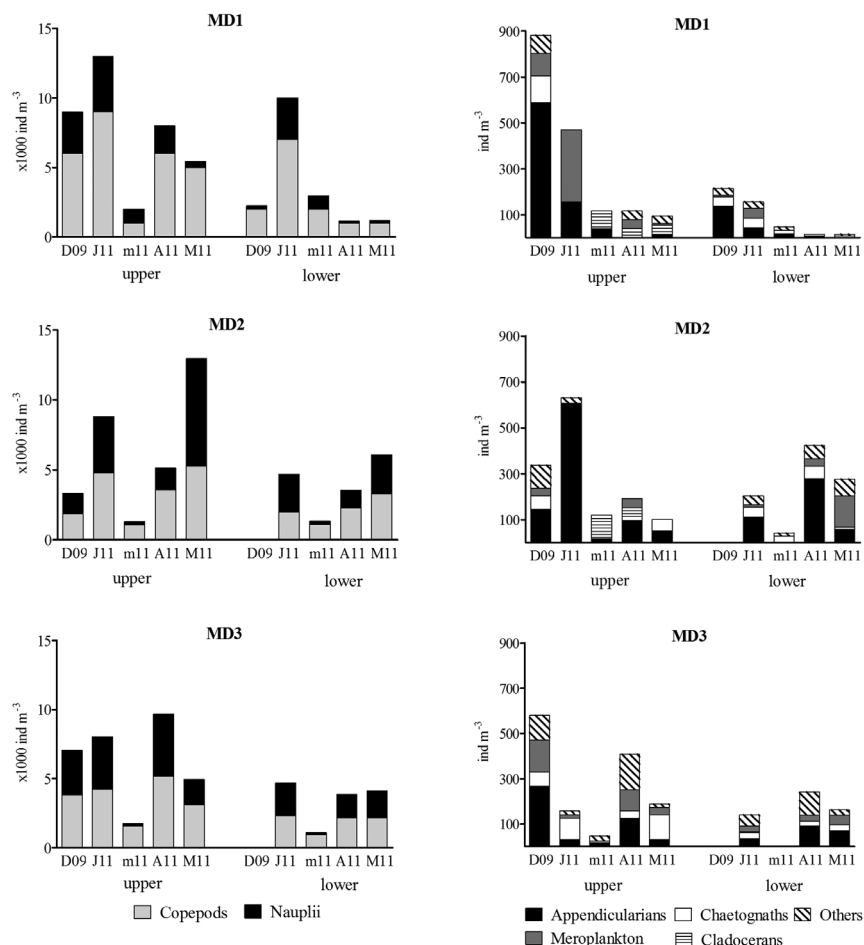 MD1
x1000 ind m⁻³
15
10
5
0
D09 J11 m11 A11 M11 D09 J11 m11 A11 M11
upper lower
MD1
ind m⁻³
900
700
500
300
100
D09 J11 m11 A11 M11 D09 J11 m11 A11 M11
upper lower
MD2
x1000 ind m⁻³
15
10
5
0
D09 J11 m11 A11 M11 D09 J11 m11 A11 M11
upper lower
MD2
ind m⁻³
900
700
500
300
100
D09 J11 m11 A11 M11 D09 J11 m11 A11 M11
upper lower
MD3
x1000 ind m⁻³
15
10
5
0
D09 J11 m11 A11 M11 D09 J11 m11 A11 M11
upper lower
Copepods Nauplii
MD3
ind m⁻³
900
700
500
300
100
D09 J11 m11 A11 M11 D09 J11 m11 A11 M11
upper lower
Appendicularians Chaetognaths Others
Meroplankton Cladocerans